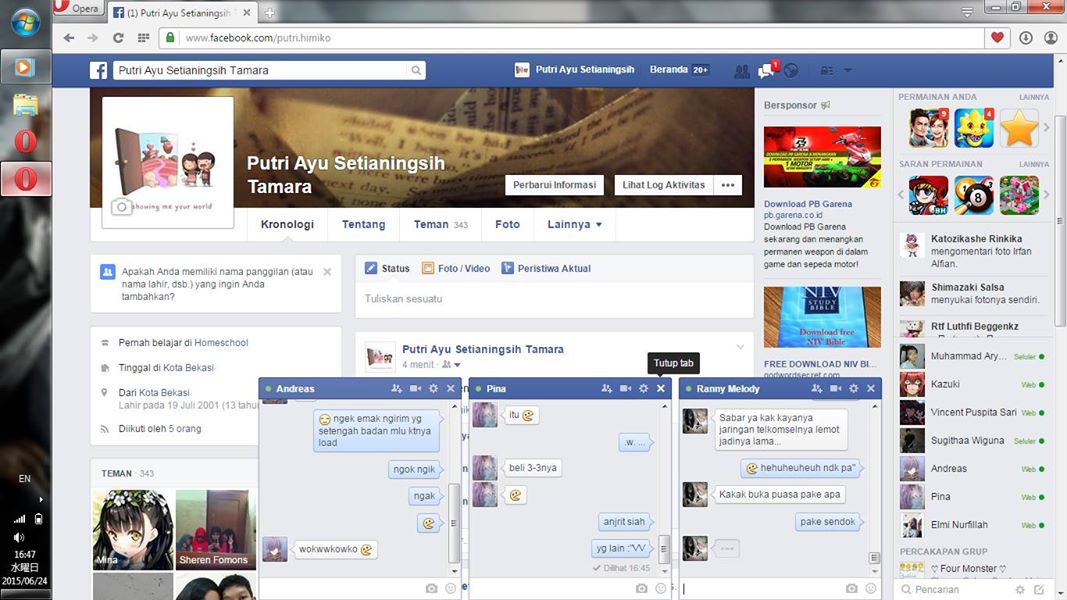 Opera
(1) Putri Ayu Setianingsih
www.facebook.com/putri.himiko
Putri Ayu Setianingsih Tamara
Putri Ayu Setianingsih
Beranda 20+
1
Putri Ayu Setianingsih
Tamara
showing me your world
Perbarui Informasi
Lihat Log Aktivitas
Kronologi
Tentang
Teman 343
Foto
Lainnya
Apakah Anda memiliki nama panggilan (atau
nama lahir, dsb.) yang ingin Anda
tambahkan?
Pernah belajar di Homeschool
Tinggal di Kota Bekasi
Dari Kota Bekasi
Lahir pada 19 Juli 2001 (13 tahun
Diikuti oleh 5 orang
TEMAN · 343
Mina
Sheren Fomons
Status
Foto / Video
Peristiwa Aktual
Tuliskan sesuatu
Putri Ayu Setianingsih Tamara
4 menit
Tutup tab
Andreas
ngek emak ngirim yg
setengah badan mlu ktnya
load
ngok ngik
ngak
wokwwkowko
Pina
itu
.w. ...
beli 3-3nya
anjrit siah
yg lain :"V\/
Dilihat 16:45
Ranny Melody
Sabar ya kak kayanya
jaringan telkomselnya lemot
jadinya lama...
hehuheuheuh ndk pa"
Kakak buka puasa pake apa
pake sendok
Bersponsor
Download PB Garena
pb.garena.co.id
Download PB Garena
sekarang dan menangkan
permanen weapon di dalam
game dan sepeda motor!
NIV
STUDY
BIBLE
Download free
NIV Bible
FREE DOWNLOAD NIV BI...
godwordsecret.com
PERMAINAN ANDA
LAINNYA
9
4
SARAN PERMAINAN
LAINNYA
BH
8
Katozikashe Rinkika
mengomentari foto Irfan
Alfian.
Shimazaki Salsa
menyukai fotonya sendiri.
Rtf Luthfi Beggenkz
Muhammad Ary...
Seluler
Kazuki
Web
Vincent Puspita Sari
Web
Sugithaa Wiguna
Seluler
Andreas
Web
Pina
Web
Elmi Nurfillah
Web
PERCAKAPAN GRUP
♡ Four Monster ♡
Pencarian
EN
16:47
水曜日
2015/06/24